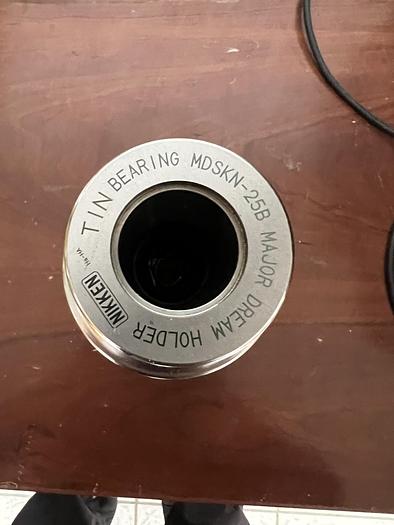 TIN BEARING MDSKN-25B MAJOR DREAM HOLDER
NIKKEN